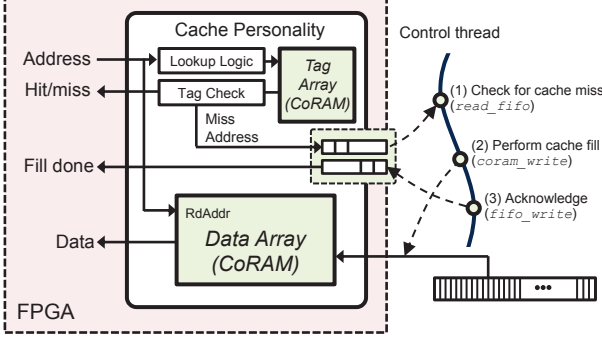 Cache Personality
Control thread
Address
Lookup Logic
Tag
Array
(CoRAM)
Hit/miss
Tag Check
Miss
Address
(1) Check for cache miss
(read_fifo)
Fill done
(2) Perform cache fill
(coram_write)
(3) Acknowledge
(fifo_write)
RdAddr
Data
Data Array
(CoRAM)
FPGA